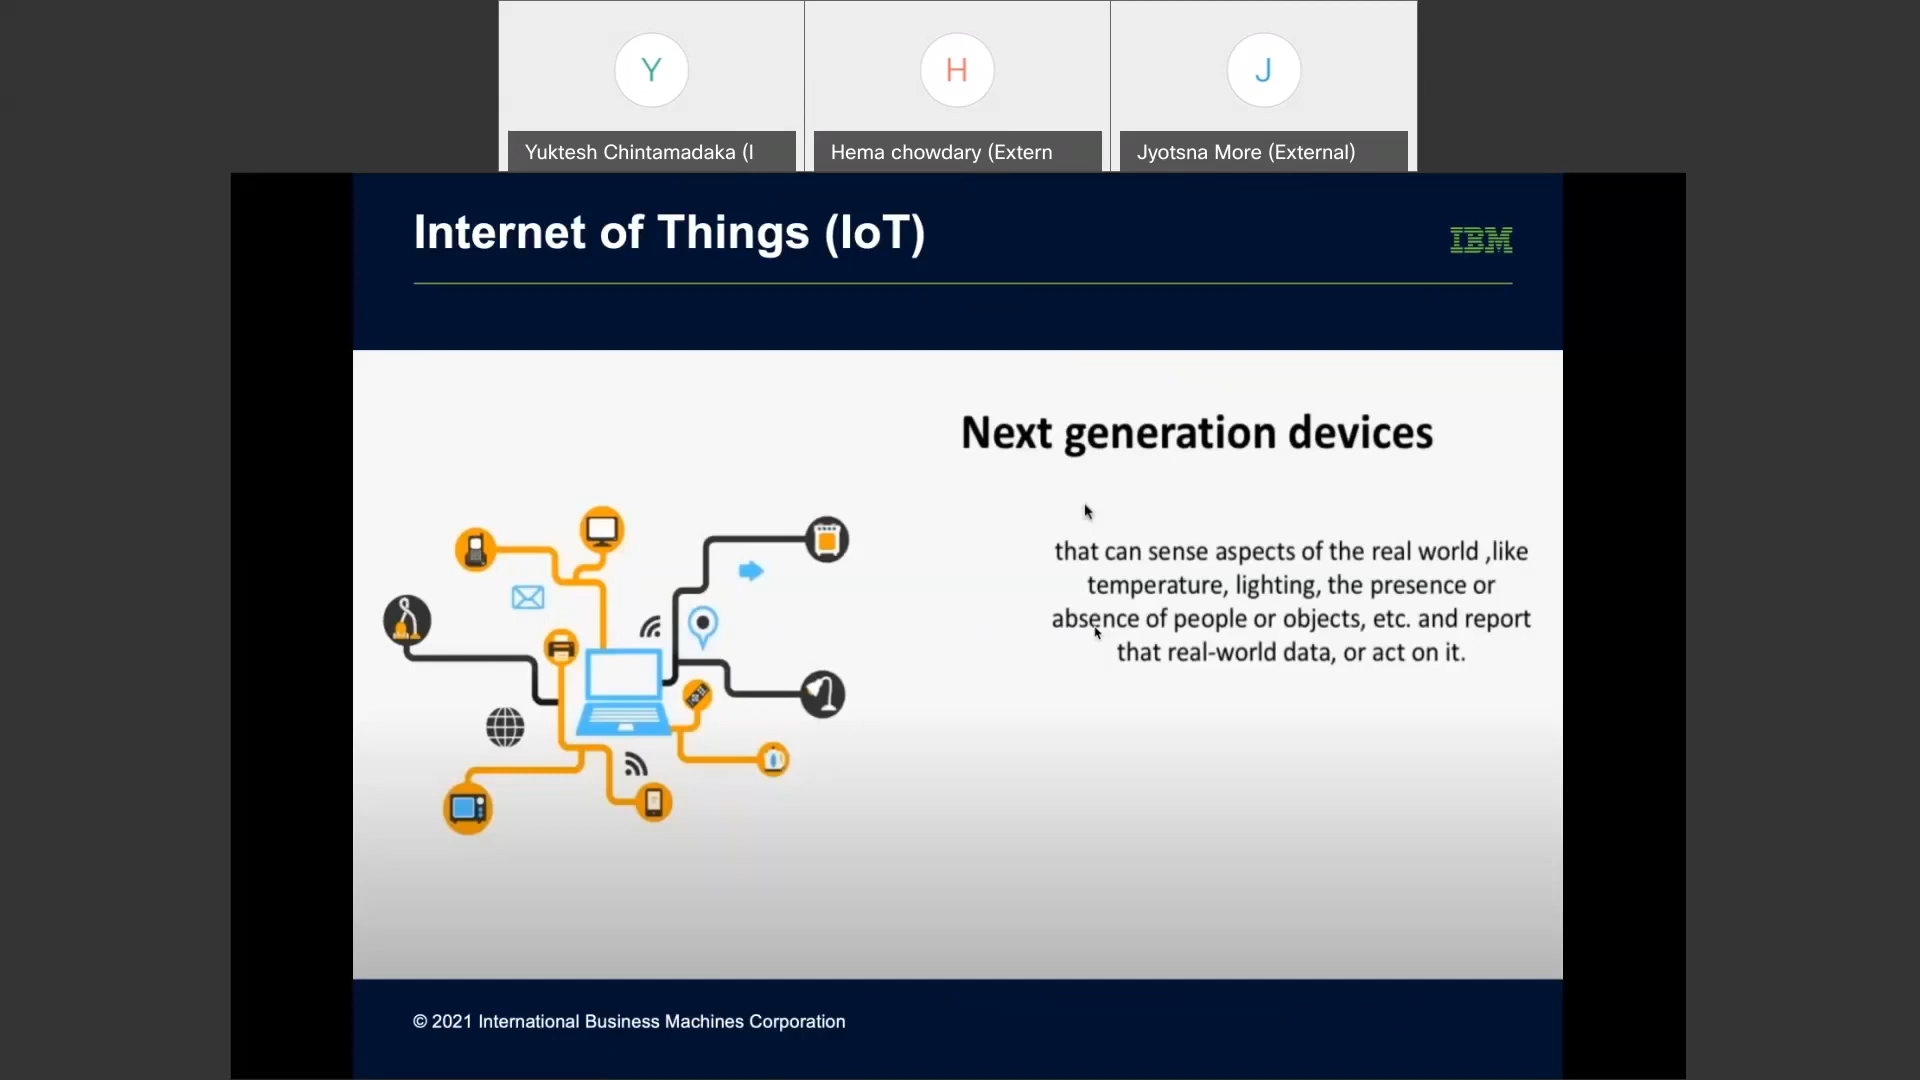 Y
H
J
Yuktesh Chintamadaka (I
Hema chowdary (Extern
Jyotsna More (External)
Internet of Things (IoT)
IBM
Next generation devices
that can sense aspects of the real world ,like
temperature, lighting, the presence or
absence of people or objects, etc. and report
that real-world data, or act on it.
© 2021 International Business Machines Corporation